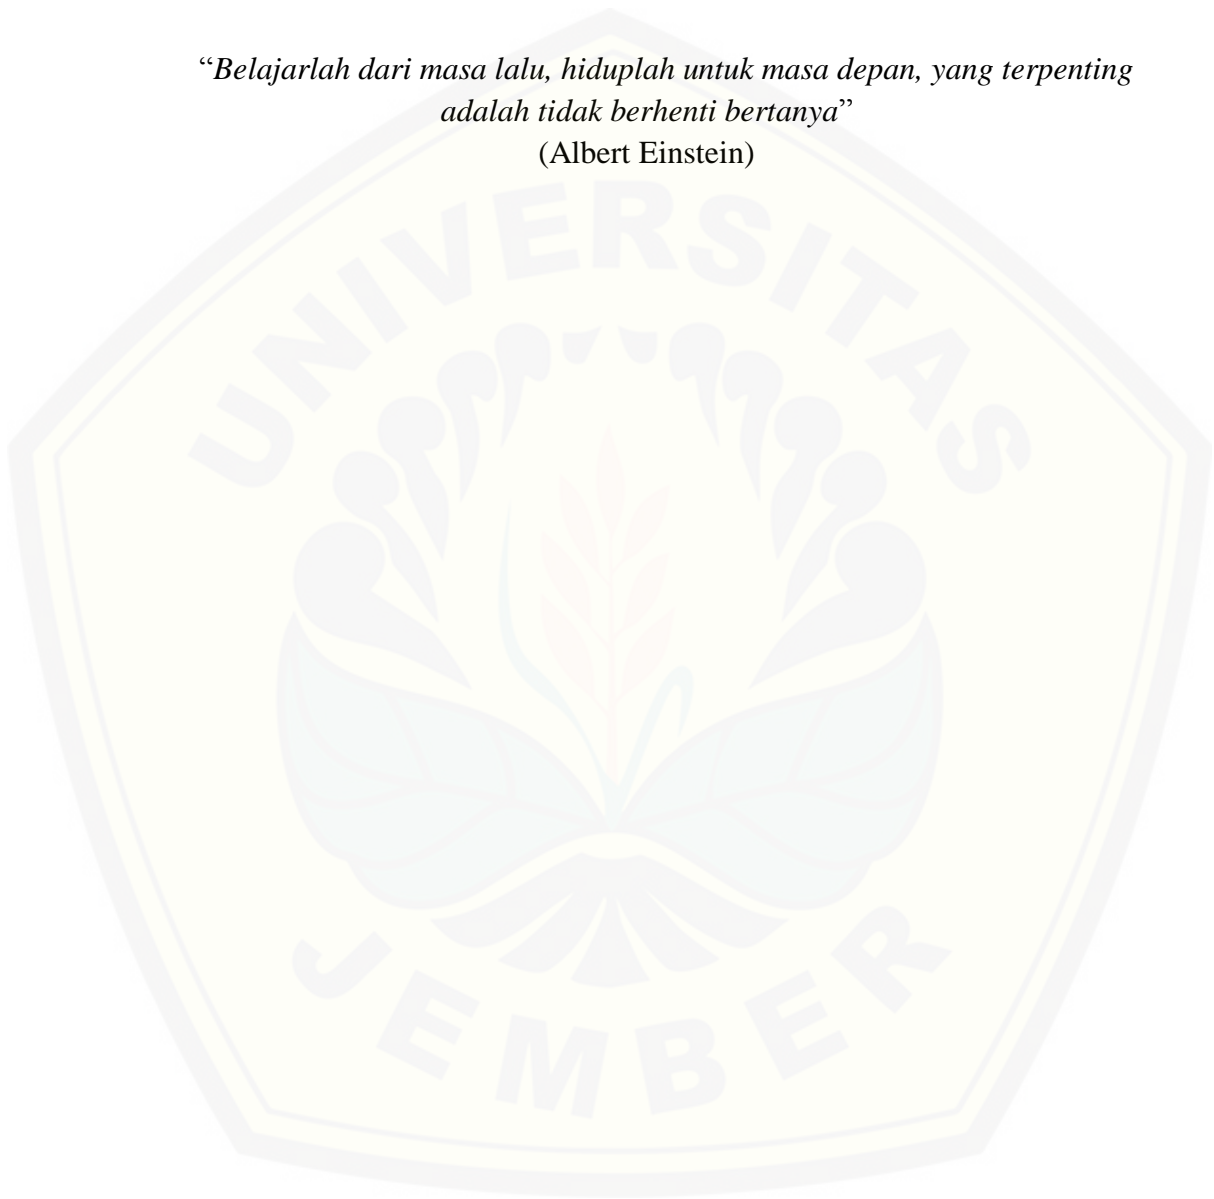 “Belajarlah dari masa lalu, hiduplah untuk masa depan, yang terpenting
adalah tidak berhenti bertanya”
(Albert Einstein)
UNIVERSITAS
JEMBER